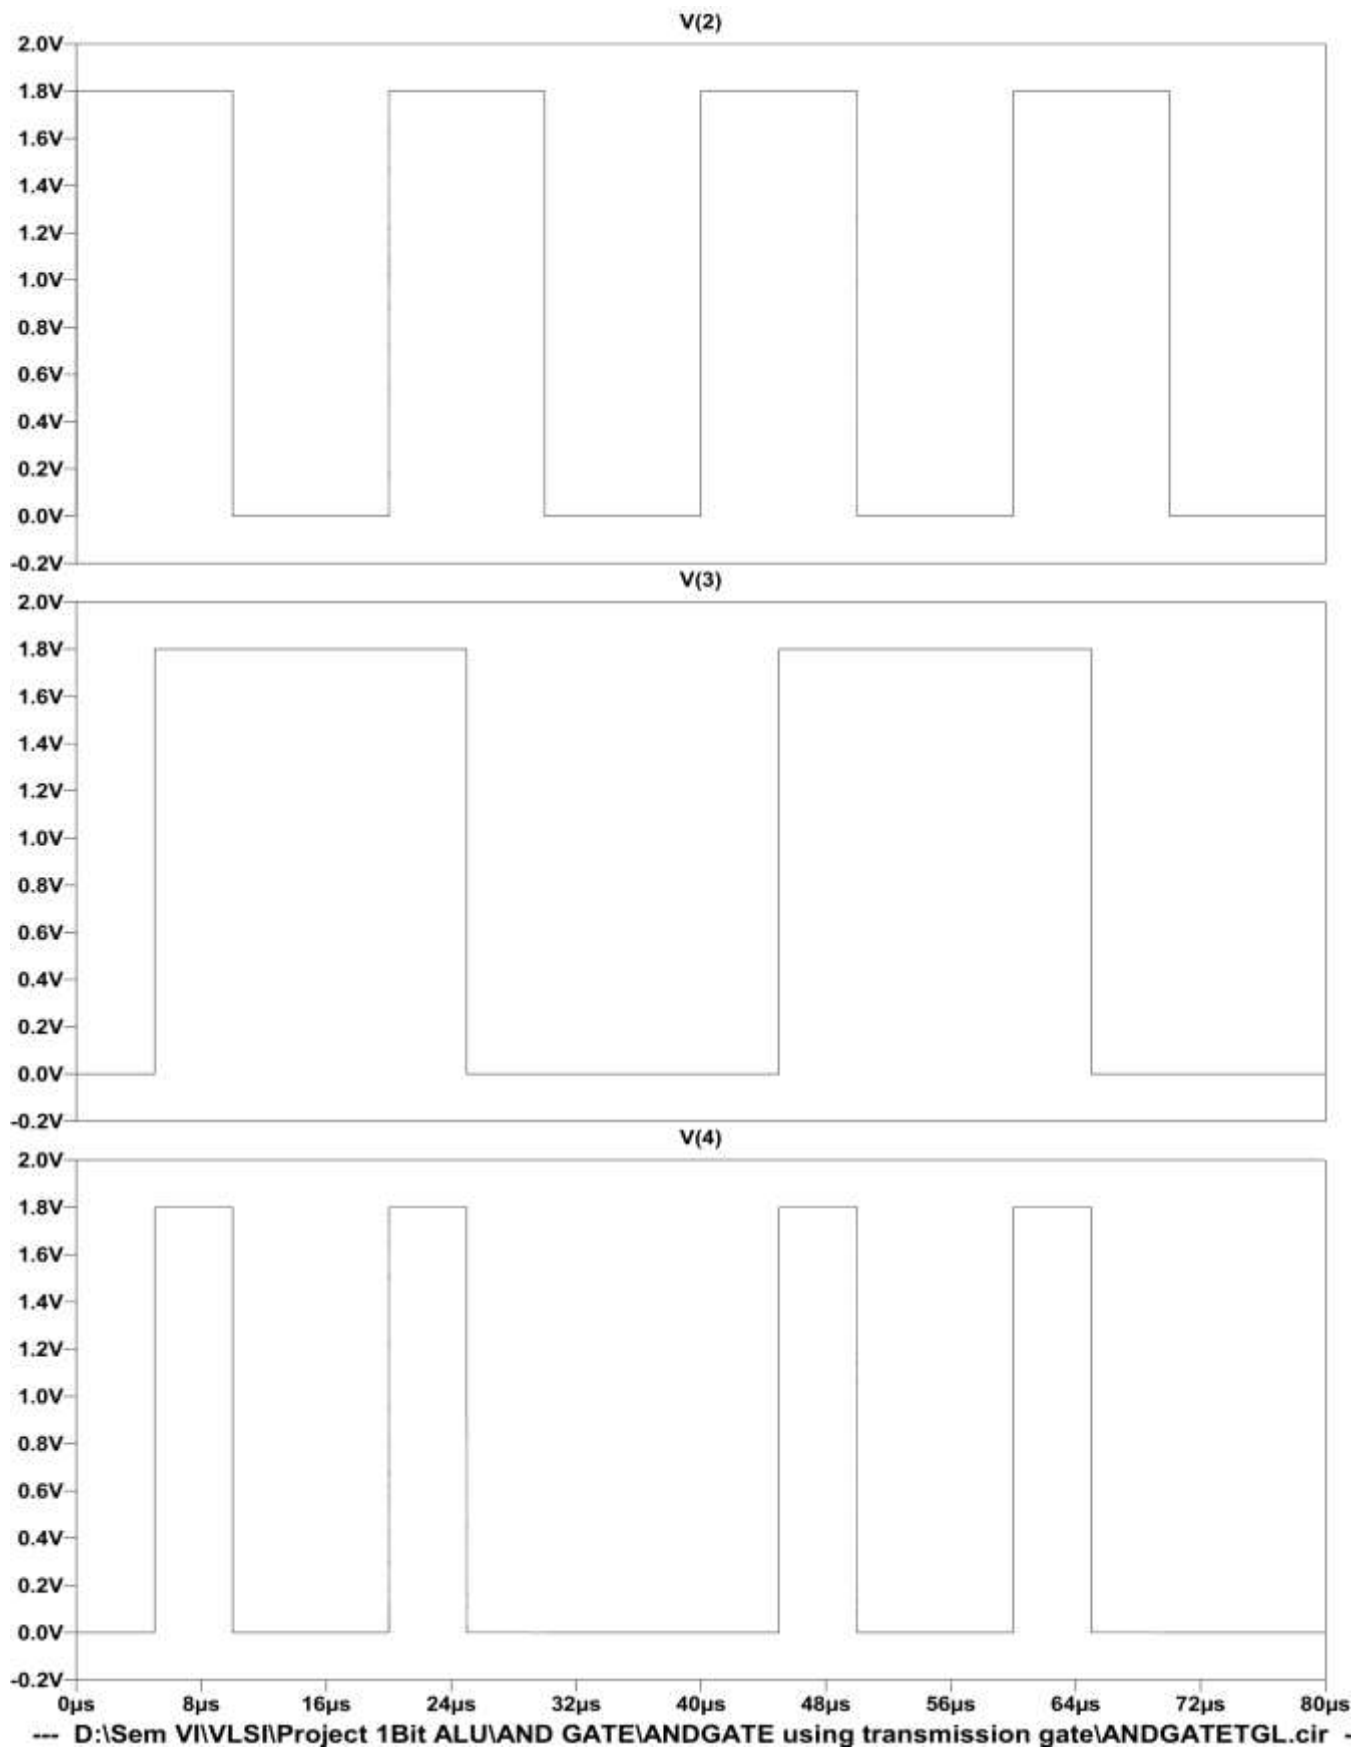 V(2)
2.0V
1.8V
1.6V
1.4V
1.2V
1.0V
0.8V
0.6V
0.4V
0.2V
0.0V
-0.2V
V(3)
2.0V
1.8V
1.6V
1.4V
1.2V
1.0V
0.8V
0.6V
0.4V
0.2V
0.0V
-0.2V
V(4)
2.0V
1.8V
1.6V
1.4V
1.2V
1.0V
0.8V
0.6V
0.4V
0.2V
0.0V
-0.2V
0µs 8µs 16µs 24µs 32µs 40µs 48µs 56µs 64µs 72µs 80µs
--- D:\Sem VI\VLSI\Project 1Bit ALU\AND GATE\ANDGATE using transmission gate\ANDGATETGL.cir -